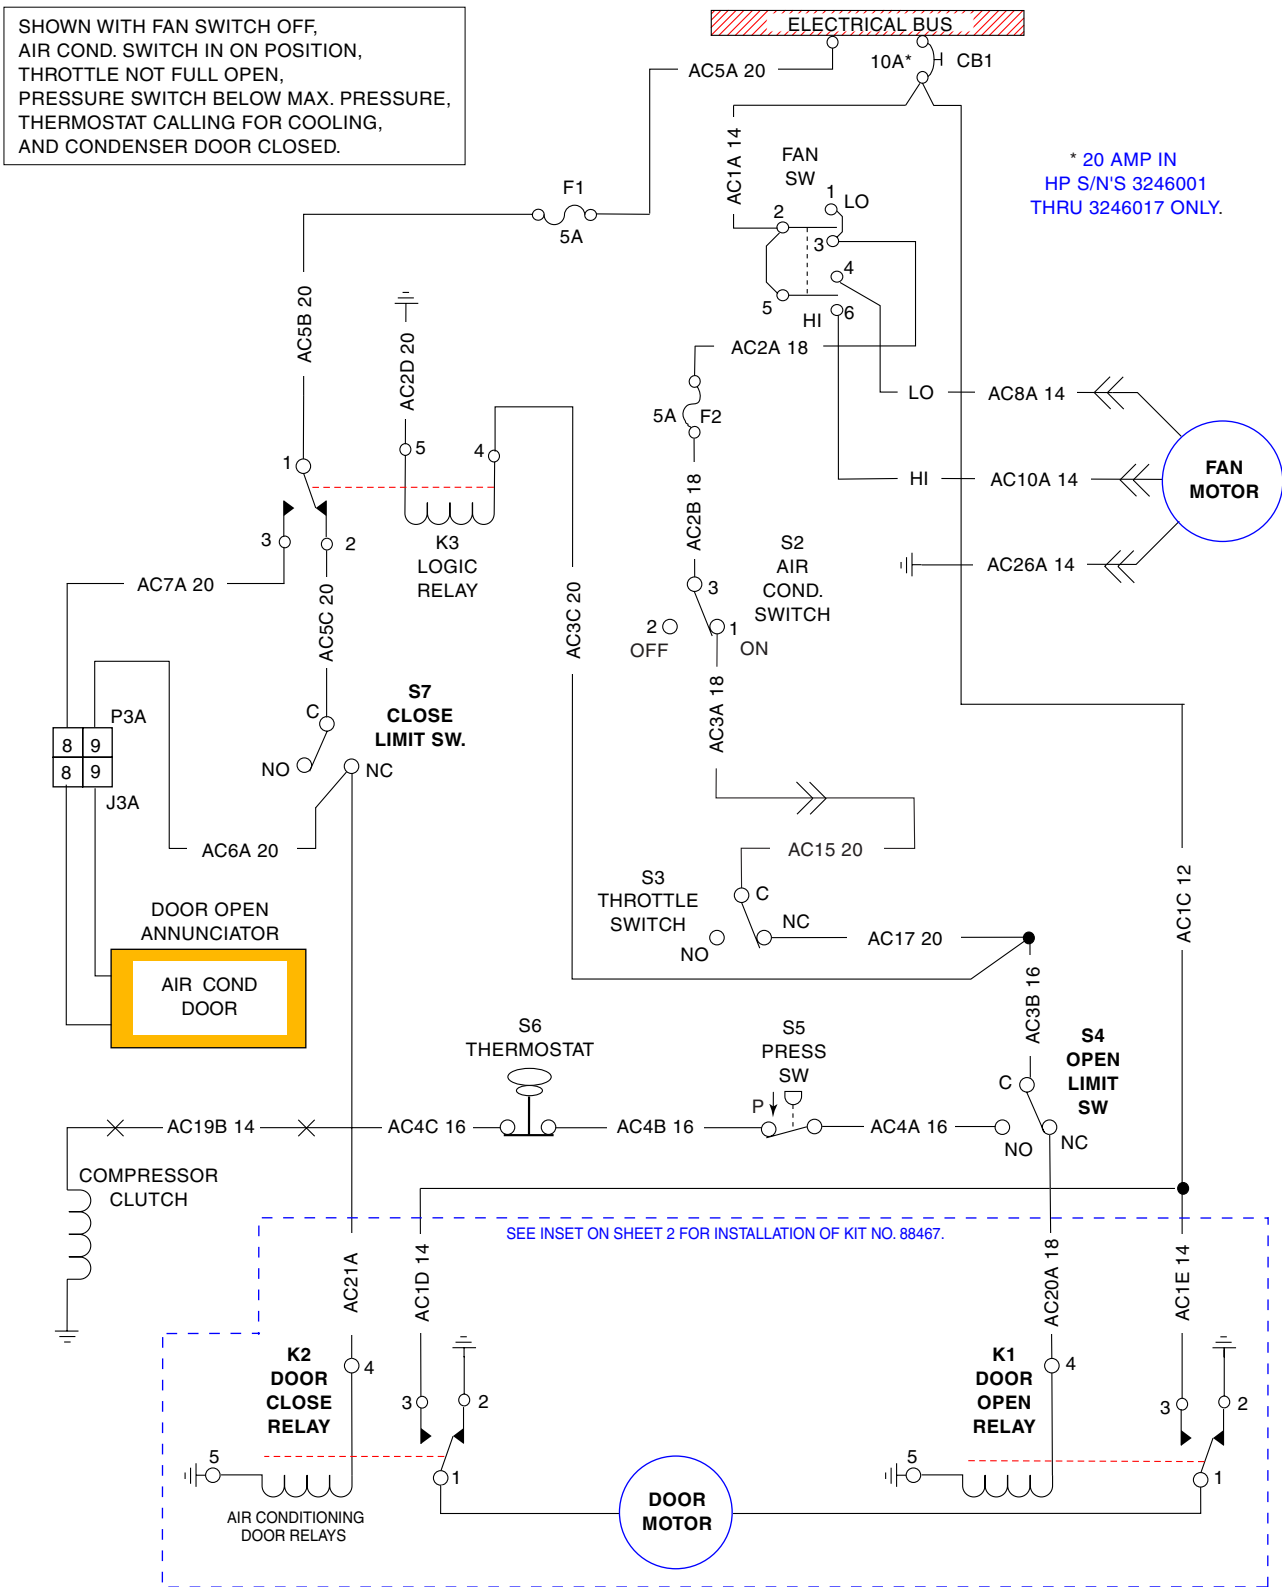 SHOWN WITH FAN SWITCH OFF,
AIR COND. SWITCH IN ON POSITION,
THROTTLE NOT FULL OPEN,
PRESSURE SWITCH BELOW MAX. PRESSURE,
THERMOSTAT CALLING FOR COOLING,
AND CONDENSER DOOR CLOSED.
ELECTRICAL BUS
AC5A 20
10A*
CB1
AC1A 14
FAN
SW
* 20 AMP IN
HP S/N'S 3246001
THRU 3246017 ONLY.
F1
5A
1
LO
2
3
4
5
HI
6
AC5B 20
AC2D 20
AC2A 18
5A
F2
LO
AC8A 14
FAN
MOTOR
HI
AC10A 14
AC26A 14
1
5
4
3
2
K3
LOGIC
RELAY
AC2B 18
S2
AIR
COND.
SWITCH
3
2
1
OFF
ON
AC7A 20
AC5C 20
AC3C 20
AC3A 18
P3A
8 9
8 9
J3A
S7
CLOSE
LIMIT SW.
C
NO
NC
AC6A 20
AC15 20
S3
THROTTLE
SWITCH
C
NC
NO
AC17 20
AC1C 12
DOOR OPEN
ANNUNCIATOR
AIR COND
DOOR
AC3B 16
S6
THERMOSTAT
S5
PRESS
SW
P
S4
OPEN
LIMIT
SW
C
NO
NC
AC19B 14
AC4C 16
AC4B 16
AC4A 16
COMPRESSOR
CLUTCH
SEE INSET ON SHEET 2 FOR INSTALLATION OF KIT NO. 88467.
AC21A
AC1D 14
AC20A 18
AC1E 14
K2
DOOR
CLOSE
RELAY
4
3
2
5
1
AIR CONDITIONING
DOOR RELAYS
DOOR
MOTOR
K1
DOOR
OPEN
RELAY
4
3
2
5
1